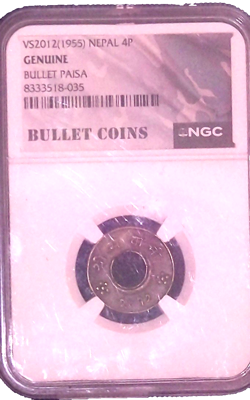 VS2012(1955) NEPAL 4P
GENUINE
BULLET PAISA
8333518-035
BULLET COINS
NGC